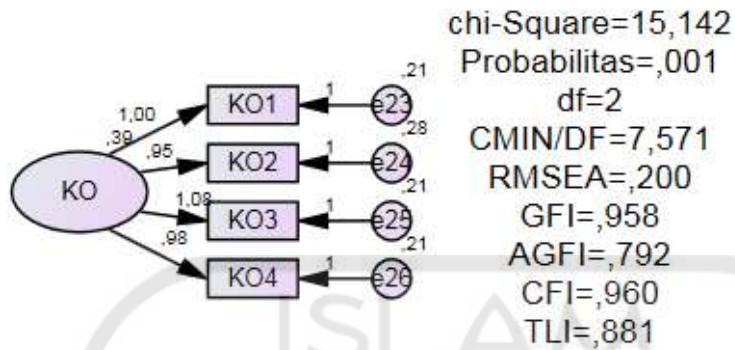 chi-Square=15,142
Probabilitas=,001
df=2
CMIN/DF=7,571
RMSEA=,200
GFI=,958
AGFI=,792
CFI=,960
TLI=,881
,21
KO1
1
e23
1,00
,39
,28
KO2
1
e24
,95
KO
,21
KO3
1
e25
1,08
,21
KO4
1
e26
,98
ISLAM